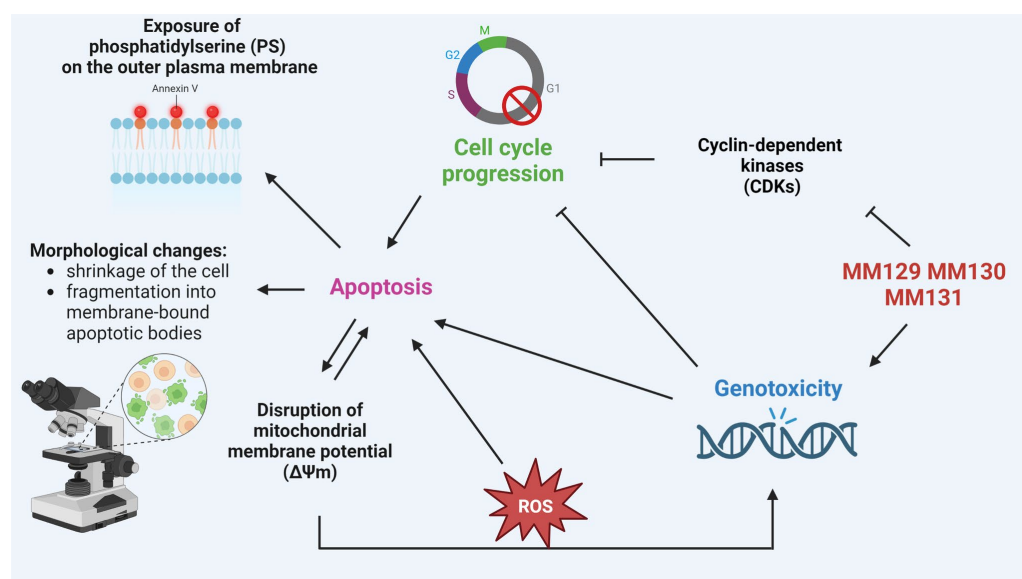 Exposure of
phosphatidylserine (PS)
on the outer plasma membrane
Annexin V
M
G2
S
G1
Cell cycle
progression
Cyclin-dependent
kinases
(CDKs)
MM129 MM130
MM131
Morphological changes:
• shrinkage of the cell
• fragmentation into
membrane-bound
apoptotic bodies
Apoptosis
Genotoxicity
Disruption of
mitochondrial
membrane potential
(ΔΨm)
ROS